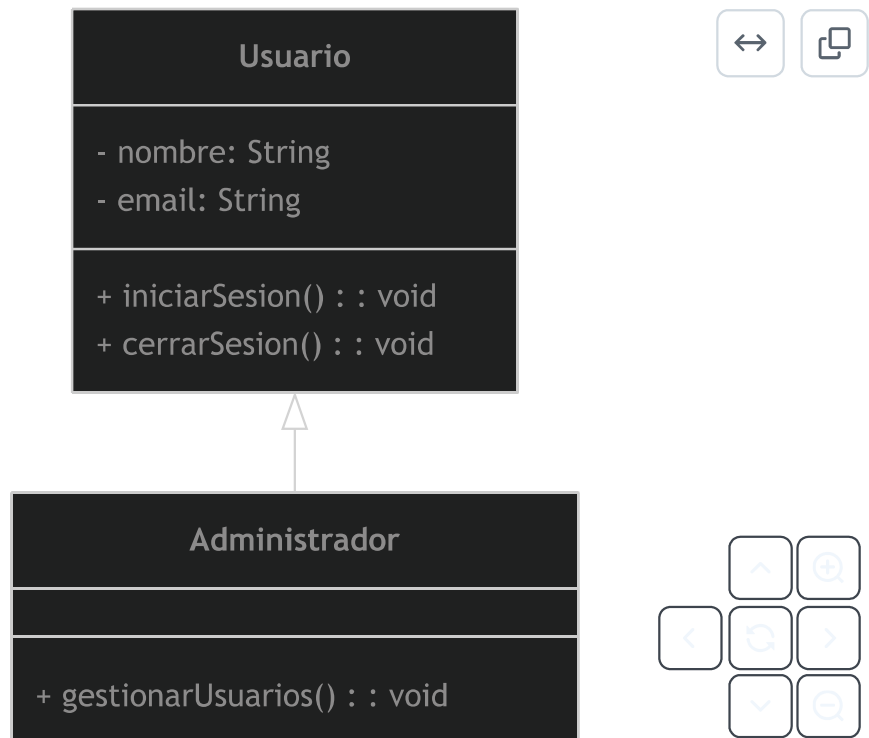 Usuario
- nombre: String
- email: String
+ iniciarSesion() : : void
+ cerrarSesion() : : void
Administrador
+ gestionarUsuarios() : : void